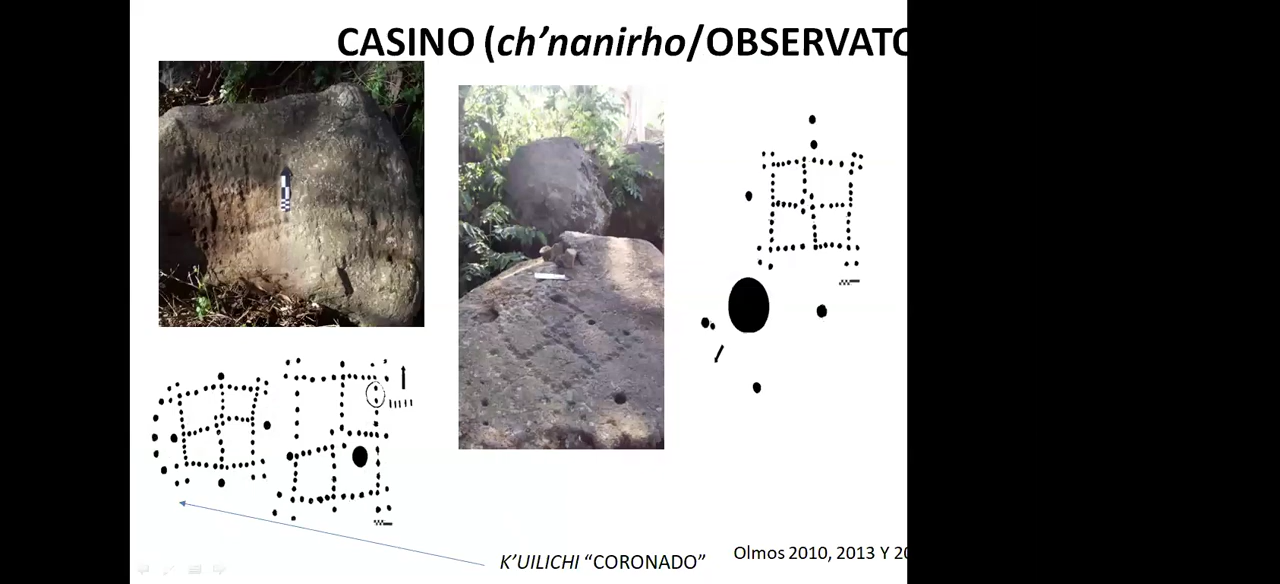 CASINO (ch’nanirho/OBSERVATO
K’UILICHI “CORONADO”
Olmos 2010, 2013 Y 20